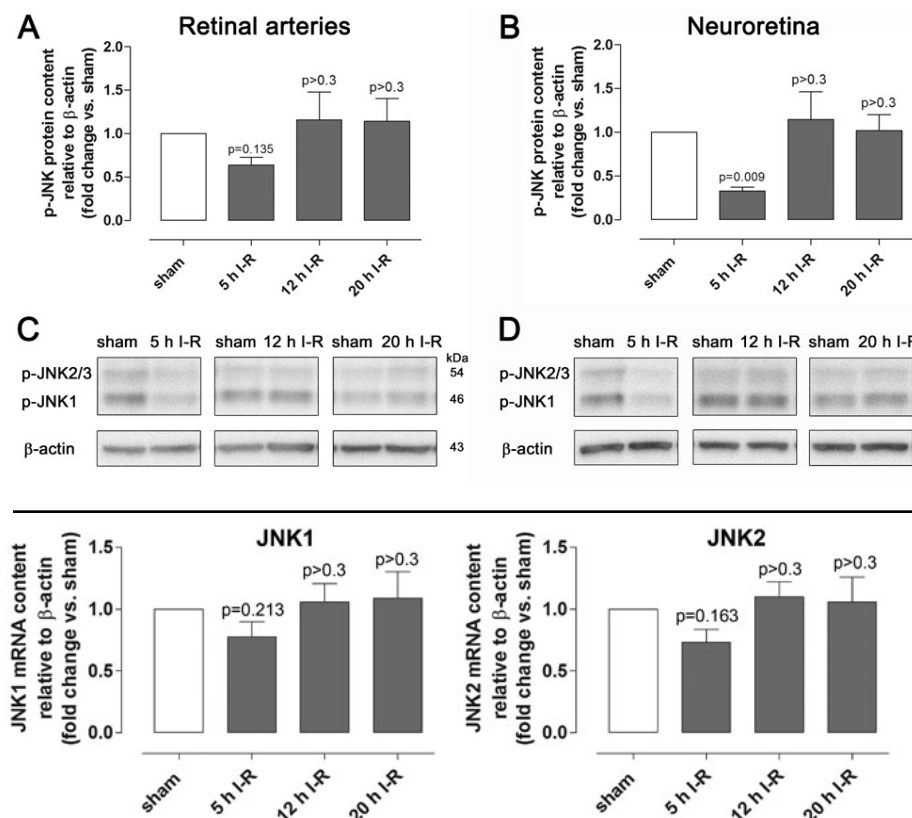 A Retinal arteries
p-JNK protein content
relative to β-actin
(fold change vs. sham)
2.0
1.5
1.0
0.5
0.0
p=0.135
p>0.3
p>0.3
sham
5 h I-R
12 h I-R
20 h I-R
B Neuroretina
p-JNK protein content
relative to β-actin
(fold change vs. sham)
2.0
1.5
1.0
0.5
0.0
p=0.009
p>0.3
p>0.3
sham
5 h I-R
12 h I-R
20 h I-R
C
sham 5 h I-R sham 12 h I-R sham 20 h I-R
kDa
p-JNK2/3 54
p-JNK1 46
β-actin 43
D
sham 5 h I-R sham 12 h I-R sham 20 h I-R
p-JNK2/3
p-JNK1
β-actin
JNK1
JNK1 mRNA content
relative to β-actin
(fold change vs. sham)
1.5
1.0
0.5
0.0
p=0.213
p>0.3
p>0.3
sham
5 h I-R
12 h I-R
20 h I-R
JNK2
JNK2 mRNA content
relative to β-actin
(fold change vs. sham)
1.5
1.0
0.5
0.0
p=0.163
p>0.3
p>0.3
sham
5 h I-R
12 h I-R
20 h I-R